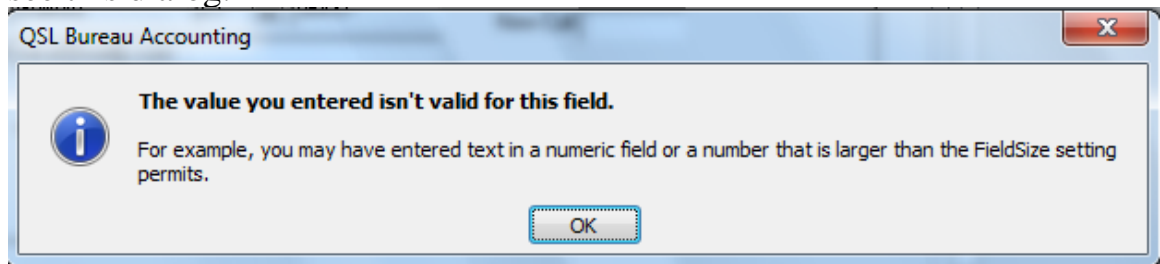 QSL Bureau Accounting
The value you entered isn't valid for this field.
For example, you may have entered text in a numeric field or a number that is larger than the FieldSize setting
permits.
OK